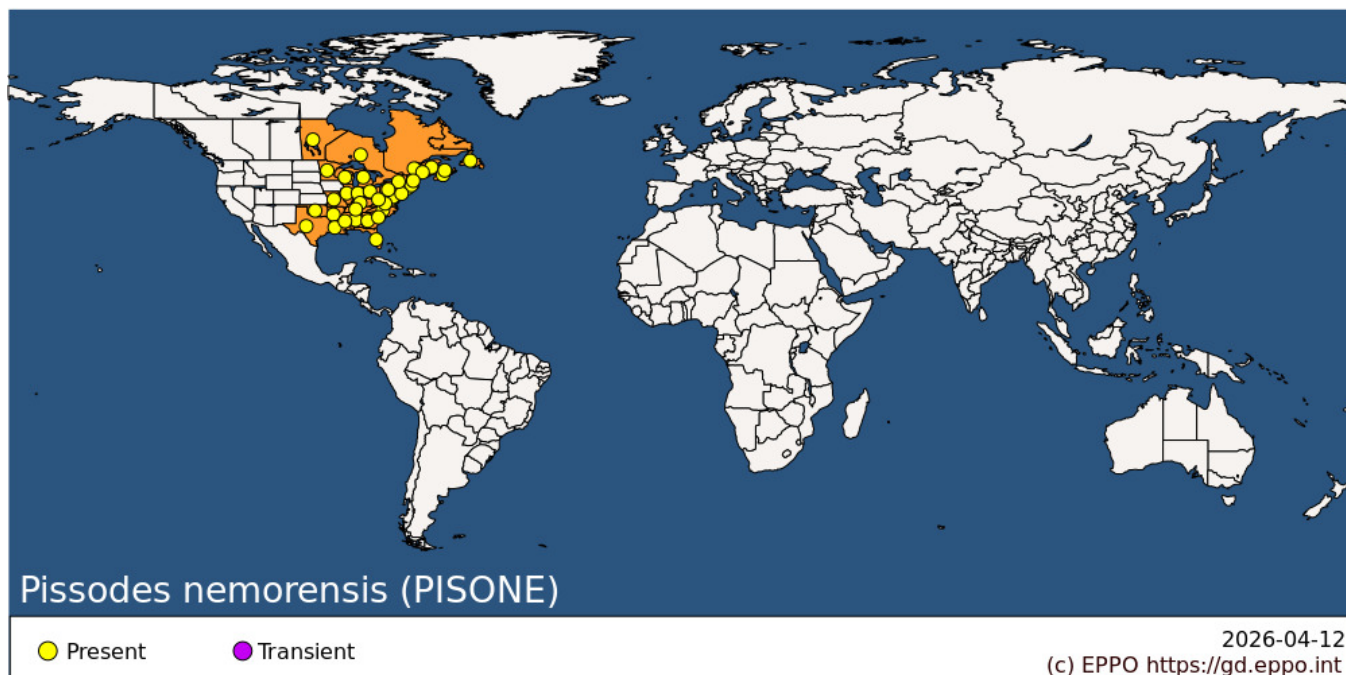 Pissodes nemorensis (PISONE)
Present
Transient
2026-04-12
(c) EPPO https://gd.eppo.int